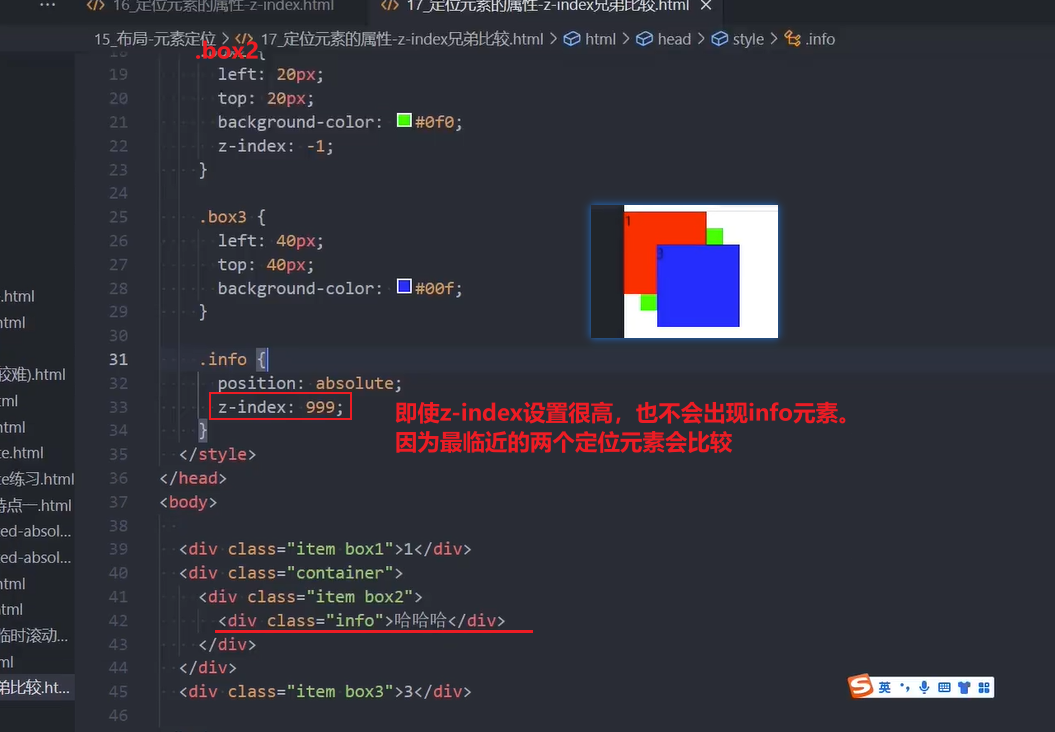 16_定位元素的属性-z-index.html
17_定位元素的属性-z-index兄弟比较.html
15_布局-元素定位 > 17_定位元素的属性-z-index兄弟比较.html > html > head > style > .info
.box2 {
19 left: 20px;
20 top: 20px;
21 background-color: #0f0;
22 z-index: -1;
23 }
24
25 .box3 {
26 left: 40px;
27 top: 40px;
28 background-color: #00f;
29 }
30
31 .info {
32 position: absolute;
33 z-index: 999;
34 }
35 </style>
36 </head>
37 <body>
38
39 <div class="item box1">1</div>
40 <div class="container">
41 <div class="item box2">
42 <div class="info">哈哈哈</div>
43 </div>
44 </div>
45 <div class="item box3">3</div>
46
1
3
即使z-index设置很高，也不会出现info元素。
因为最临近的两个定位元素会比较
.html
html
较难).html
ml
html
te.html
te练习.html
特点一.html
ed-absol...
ed-absol...
html
tml
临时滚动...
ml
弟比较.ht...
英